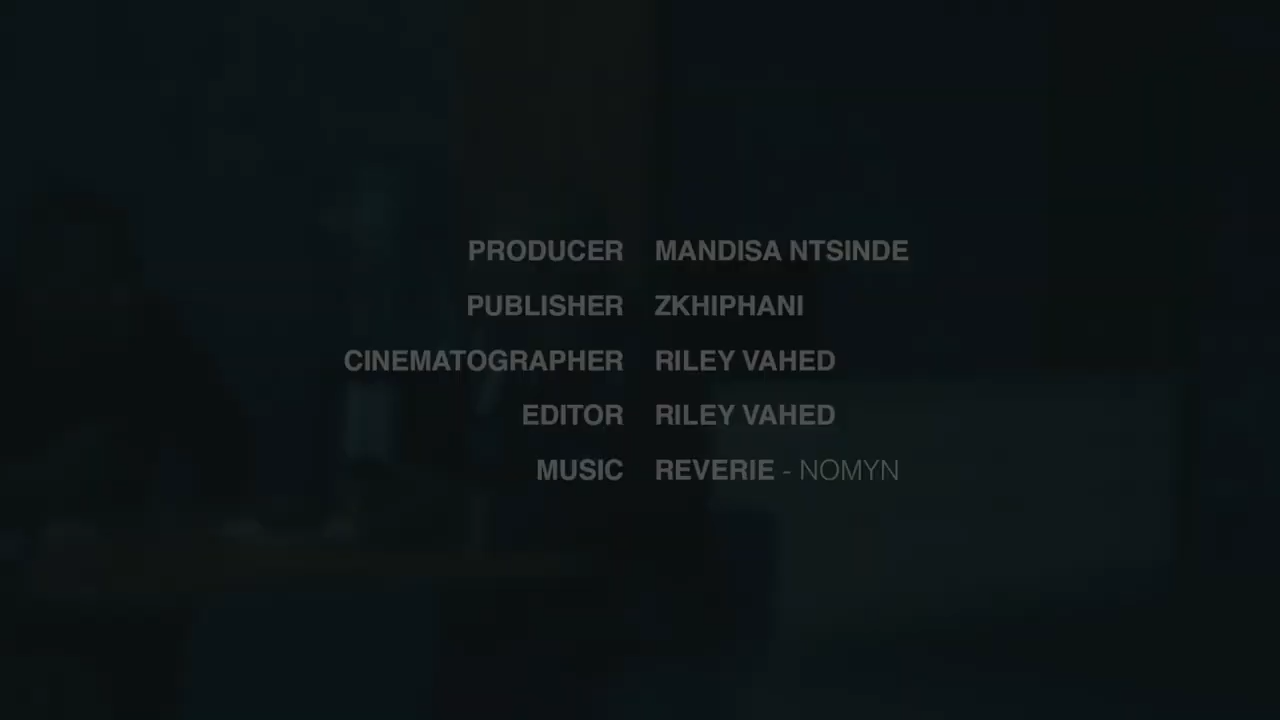 PRODUCER MANDISA NTSINDE
PUBLISHER ZKHIPHANI
CINEMATOGRAPHER RILEY VAHED
EDITOR RILEY VAHED
MUSIC REVERIE - NOMYN